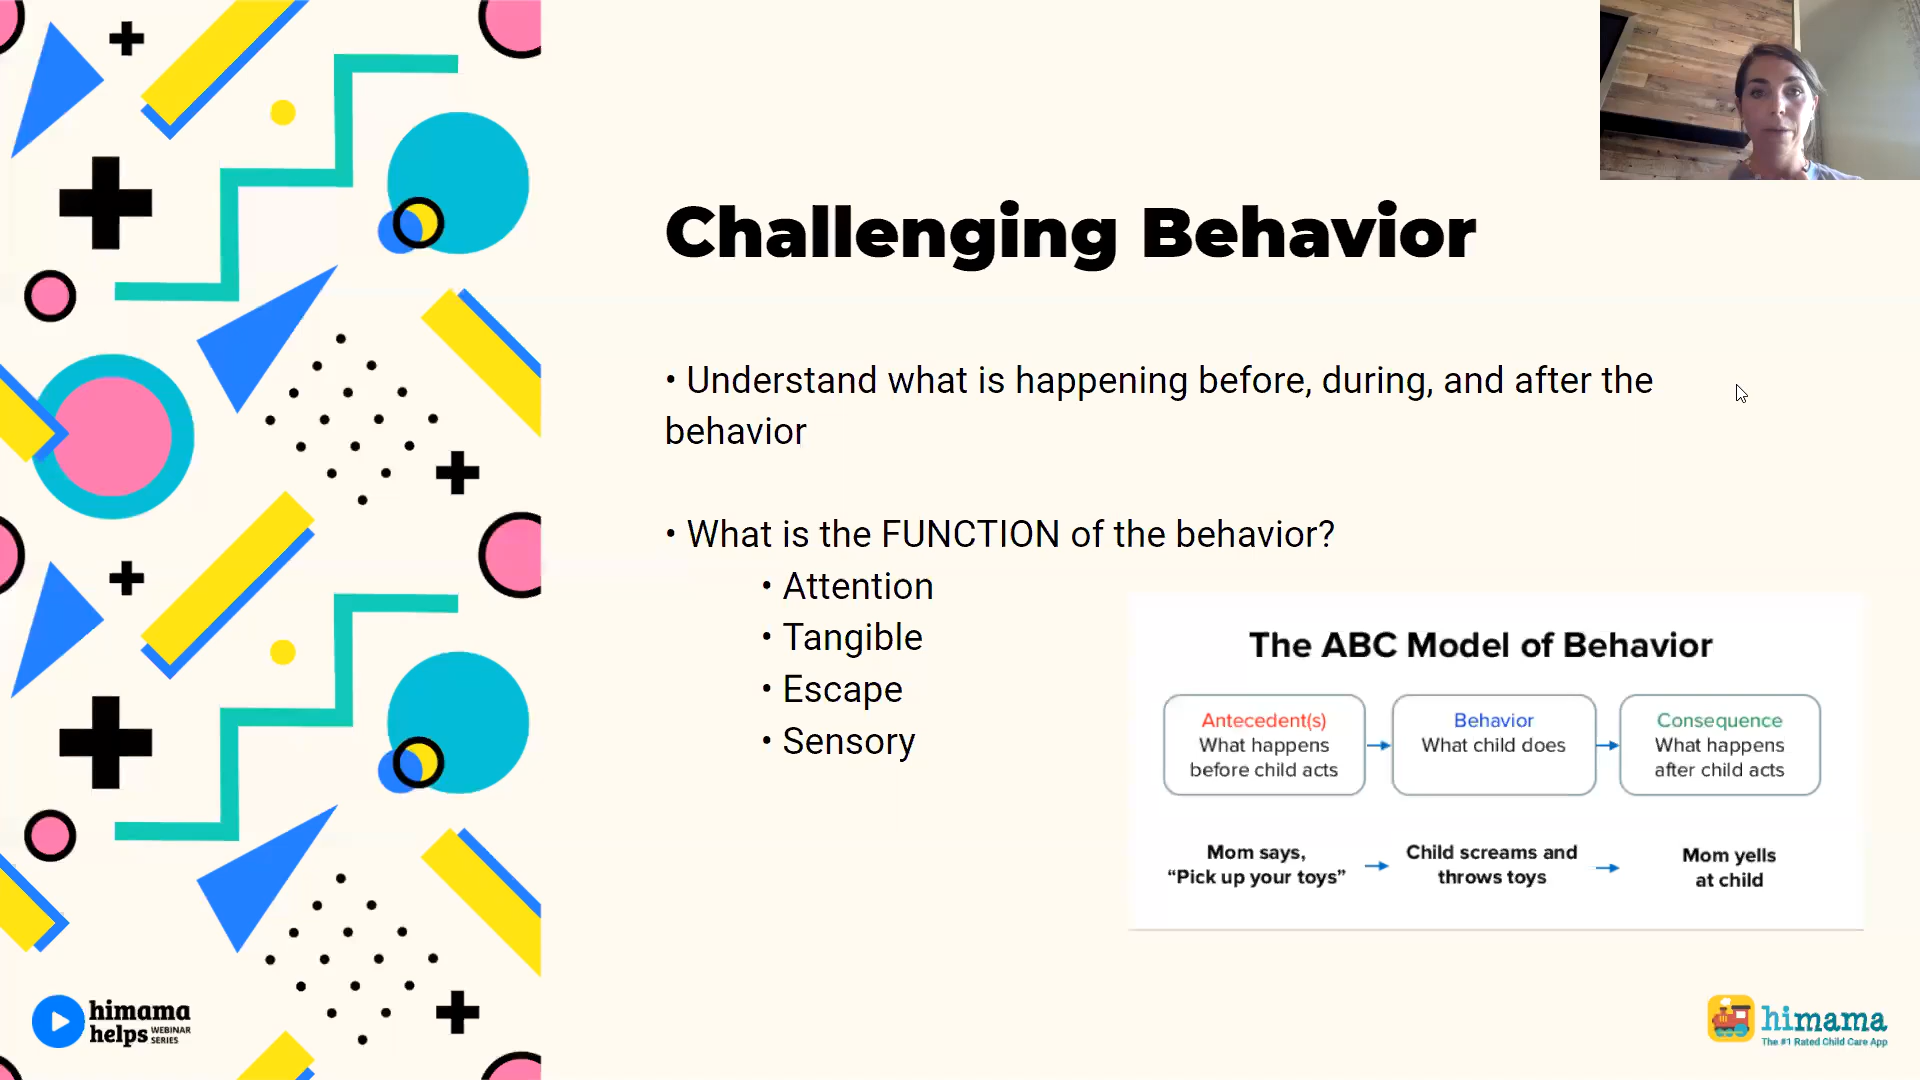 Challenging Behavior
• Understand what is happening before, during, and after the
behavior
• What is the FUNCTION of the behavior?
• Attention
• Tangible
• Escape
• Sensory
The ABC Model of Behavior
Antecedent(s)
What happens
before child acts
Behavior
What child does
Consequence
What happens
after child acts
Mom says,
“Pick up your toys”
Child screams and
throws toys
Mom yells
at child
himama
helps WEBINAR
SERIES
himama
The #1 Rated Child Care App